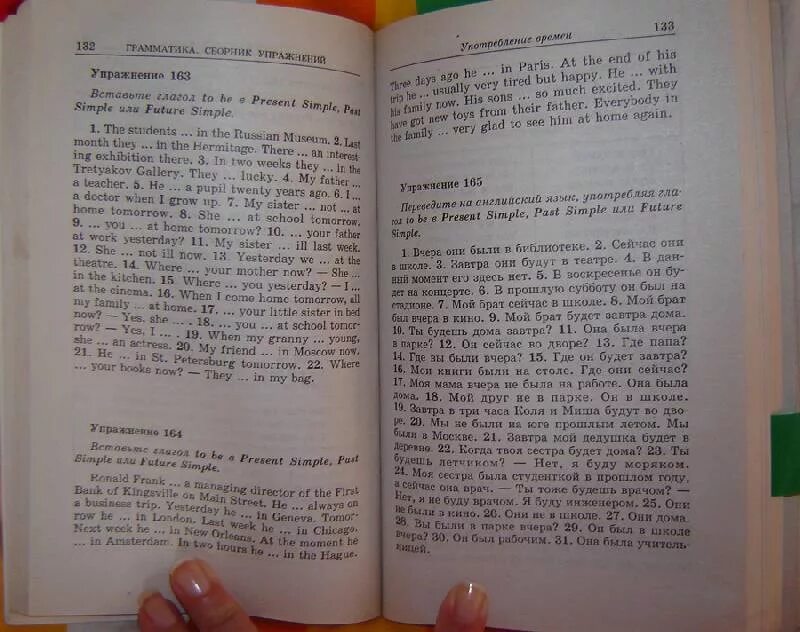 132 ГРАММАТИКА. СБОРНИК УПРАЖНЕНИЙ
Упражнение 163
Вставьте глагол to be в Present Simple, Past
Simple или Future Simple.
1. The students ... in the Russian Museum. 2. Last
month they ... in the Hermitage. There ... an interest-
ing exhibition there. 3. In two weeks they ... in the
Tretyakov Gallery. They ... lucky. 4. My father ...
a teacher. 5. He ... a pupil twenty years ago. 6. I ...
a doctor when I grow up. 7. My sister ... not ... at
home tomorrow. 8. She ... at school tomorrow.
9. ... you ... at home tomorrow? 10. ... your father
at work yesterday? 11. My sister ... ill last week.
12. She ... not ill now. 13. Yesterday we ... at the
theatre. 14. Where ... your mother now? — She ...
in the kitchen. 15. Where ... you yesterday? — I ...
at the cinema. 16. When I come home tomorrow, all
my family ... at home. 17. ... your little sister in bed
now? — Yes, she ... . 18. ... you ... at school tomor-
row? — Yes, I ... . 19. When my granny ... young,
she ... an actress. 20. My friend ... in Moscow now.
21. He ... in St. Petersburg tomorrow. 22. Where
... your books now? — They ... in my bag.
Упражнение 164
Вставьте глагол to be в Present Simple, Past
Simple или Future Simple.
Ronald Frank ... a managing director of the First
Bank of Kingsville on Main Street. He ... always on
a business trip. Yesterday he ... in Geneva. Tomor-
row he ... in London. Last week he ... in Chicago.
Next week he ... in New Orleans. At the moment he
... in Amsterdam. In two hours he ... in the Hague.
Употребление времен 133
Three days ago he ... in Paris. At the end of his
trip he ... usually very tired but happy. He ... with
his family now. His sons ... so much excited. They
have got new toys from their father. Everybody in
the family ... very glad to see him at home again.
Упражнение 165
Переведите на английский язык, употребляя гла-
гол to be в Present Simple, Past Simple или Future
Simple.
1. Вчера они были в библиотеке. 2. Сейчас они
в школе. 3. Завтра они будут в театре. 4. В дан-
ный момент его здесь нет. 5. В воскресенье он бу-
дет на концерте. 6. В прошлую субботу он был на
стадионе. 7. Мой брат сейчас в школе. 8. Мой брат
был вчера в кино. 9. Мой брат будет завтра дома.
10. Ты будешь дома завтра? 11. Она была вчера
в парке? 12. Он сейчас во дворе? 13. Где папа?
14. Где вы были вчера? 15. Где он будет завтра?
16. Мои книги были на столе. Где они сейчас?
17. Моя мама вчера не была на работе. Она была
дома. 18. Мой друг не в парке. Он в школе.
19. Завтра в три часа Коля и Миша будут во дво-
ре. 20. Мы не были на юге прошлым летом. Мы
были в Москве. 21. Завтра мой дедушка будет в
деревне. 22. Когда твоя сестра будет дома? 23. Ты
будешь летчиком? — Нет, я буду моряком.
24. Моя сестра была студенткой в прошлом году,
а сейчас она врач. — Ты тоже будешь врачом? —
Нет, я не буду врачом. Я буду инженером. 25. Они
не были в кино. 26. Они не в школе. 27. Они дома.
28. Вы были в парке вчера? 29. Он был в школе
вчера? 30. Он был рабочим. 31. Она была учитель-
ницей.